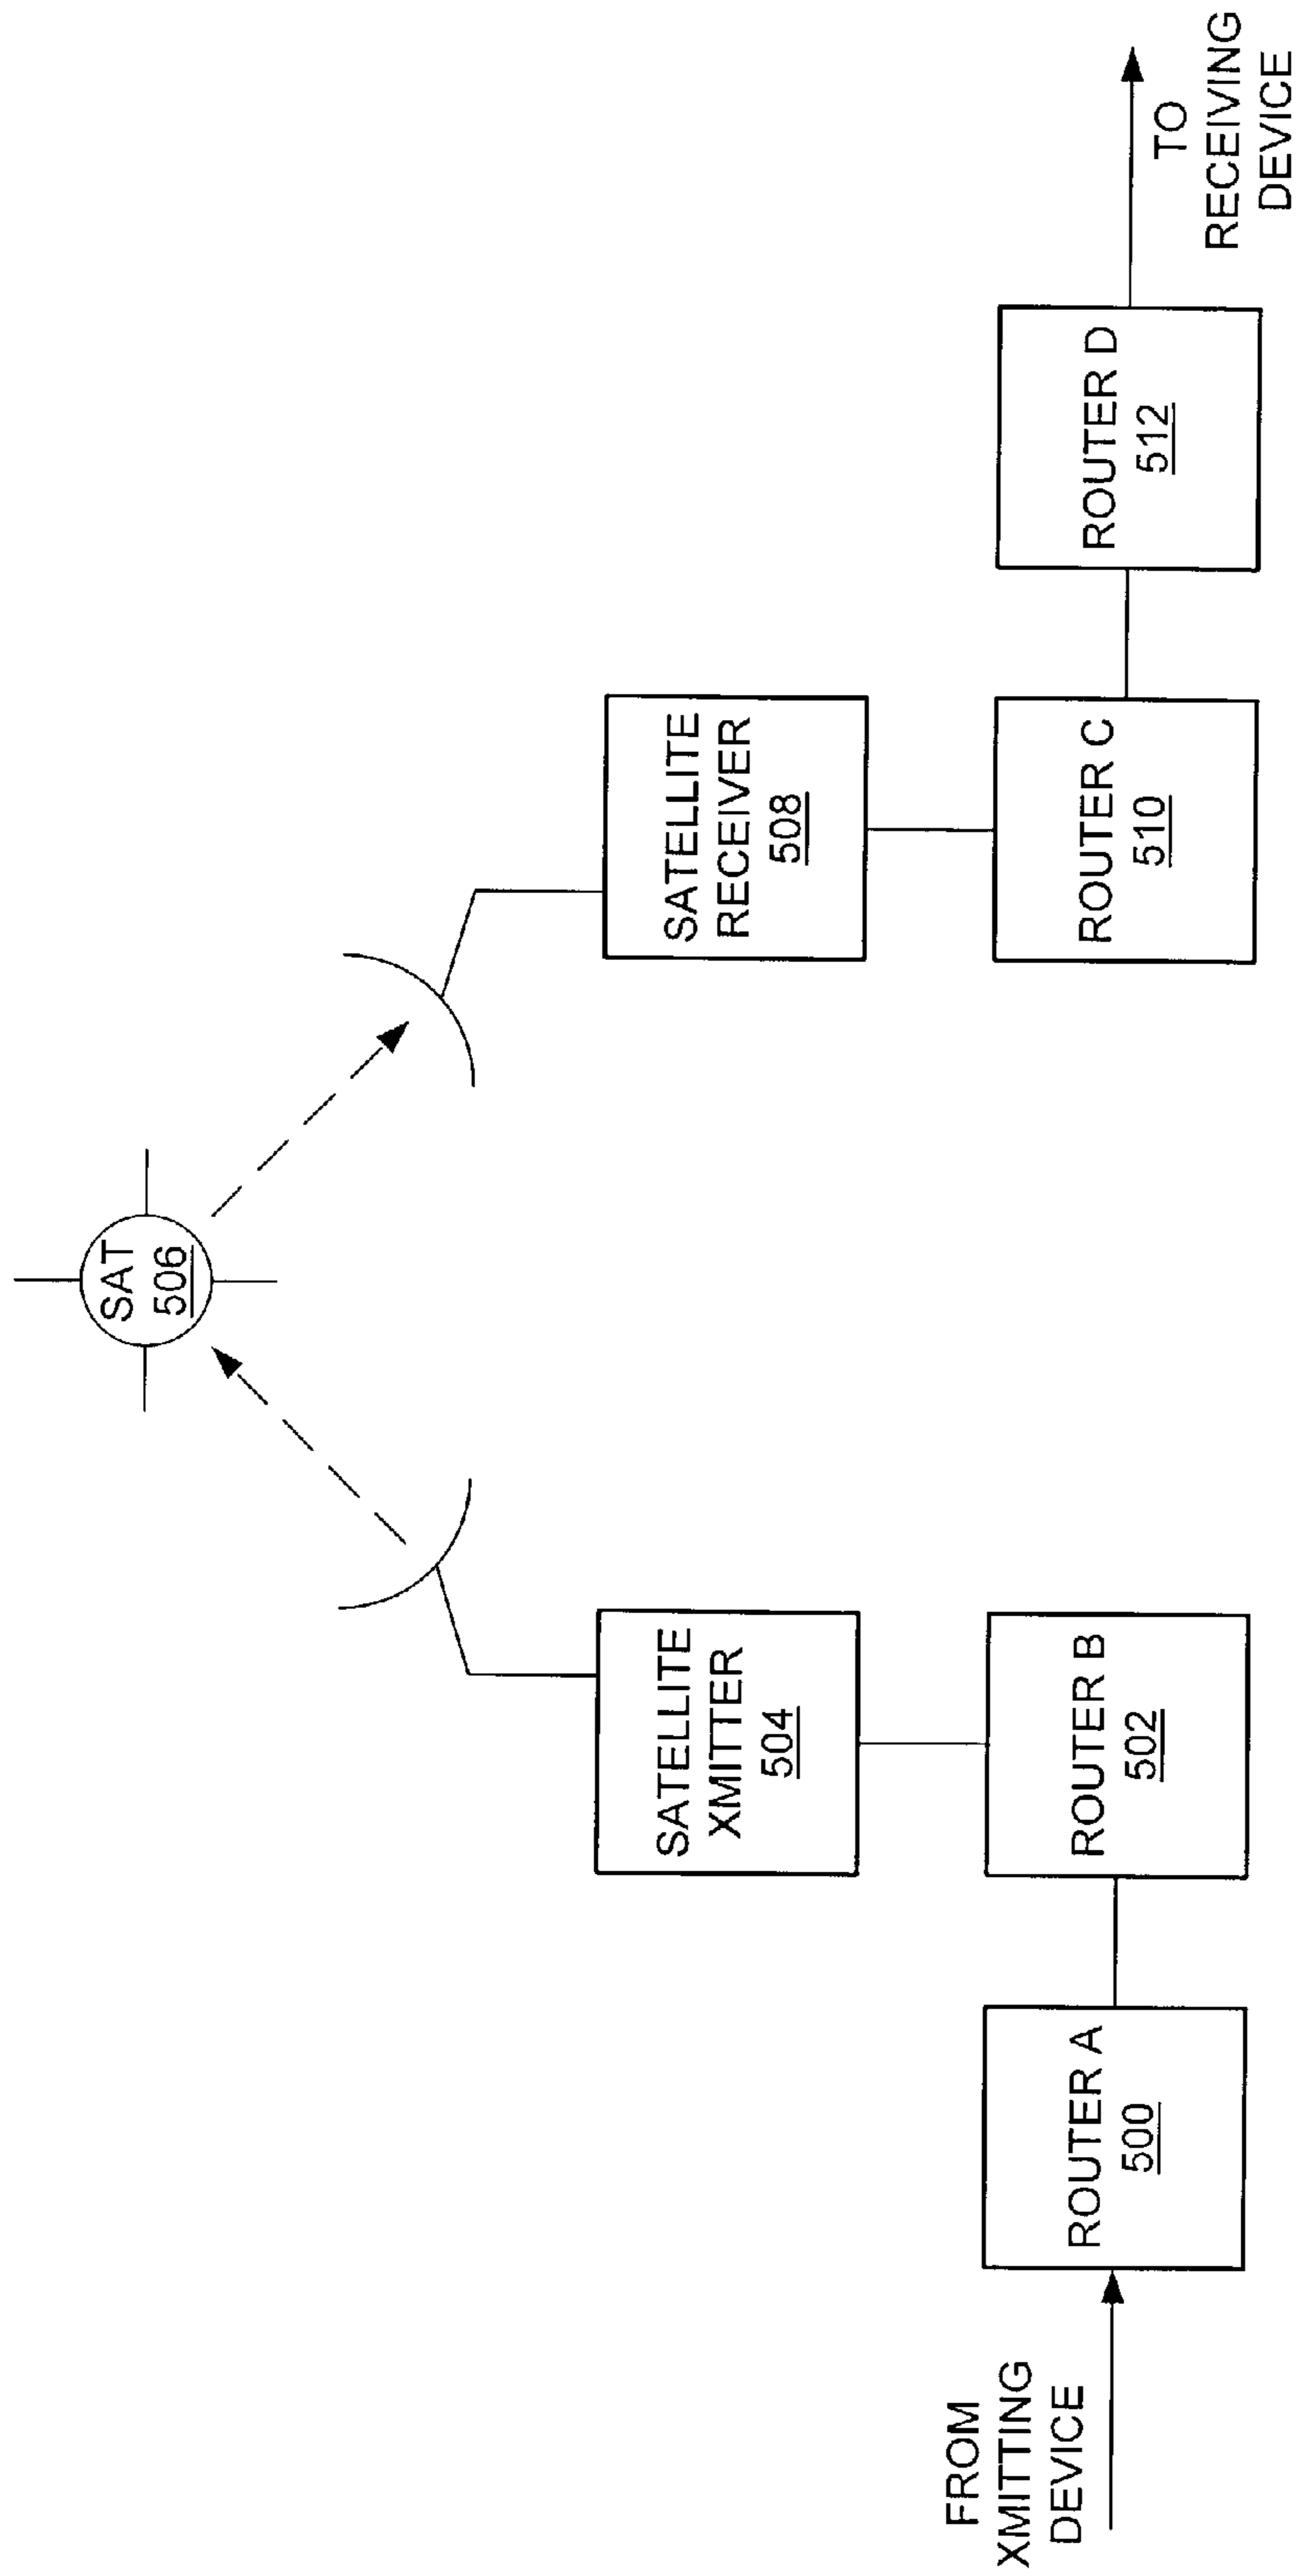 SAT
506
SATELLITE
XMITTER
504
SATELLITE
RECEIVER
508
FROM
XMITTING
DEVICE
ROUTER A
500
ROUTER B
502
ROUTER C
510
ROUTER D
512
TO
RECEIVING
DEVICE